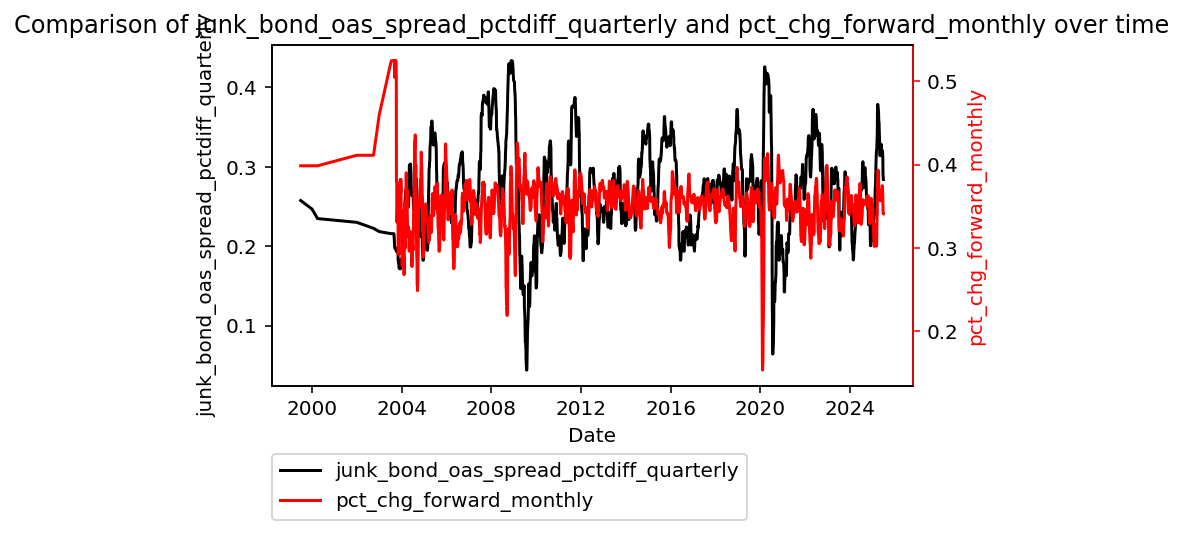 Comparison of junk_bond_oas_spread_pctdiff_quarterly and pct_chg_forward_monthly over time
junk_bond_oas_spread_pctdiff_quarterly
0.4
0.3
0.2
0.1
0.5
0.4
0.3
0.2
pct_chg_forward_monthly
2000 2004 2008 2012 2016 2020 2024
Date
junk_bond_oas_spread_pctdiff_quarterly
pct_chg_forward_monthly